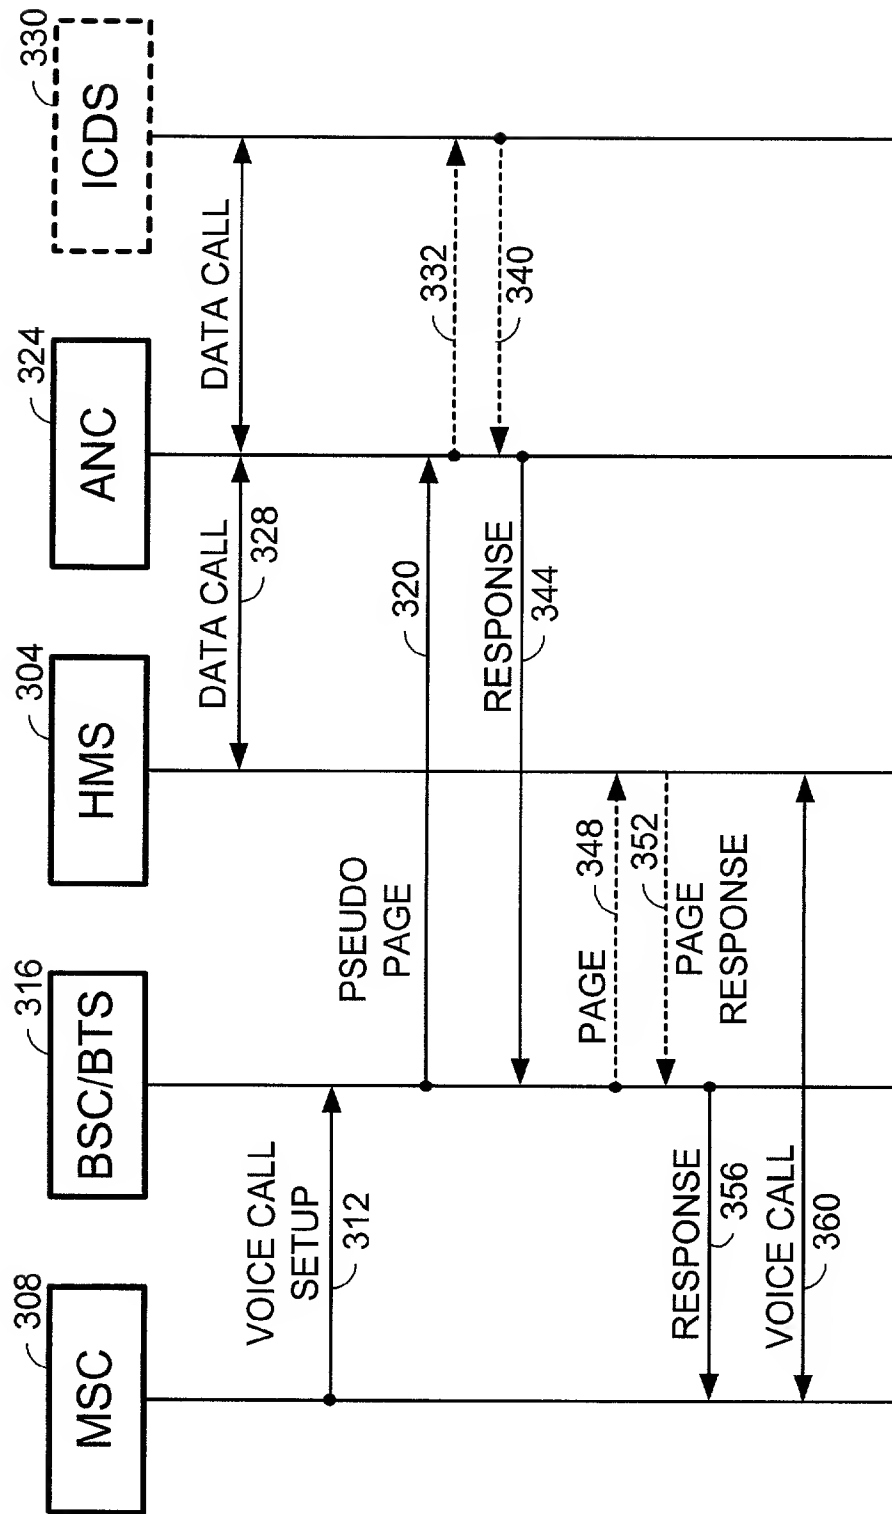 MSC
308
BSC/BTS
316
HMS
304
ANC
324
ICDS
330
DATA CALL
328
DATA CALL
VOICE CALL
SETUP
312
PSEUDO
PAGE
320
332
340
RESPONSE
344
PAGE
348
352
PAGE
RESPONSE
RESPONSE
356
VOICE CALL
360